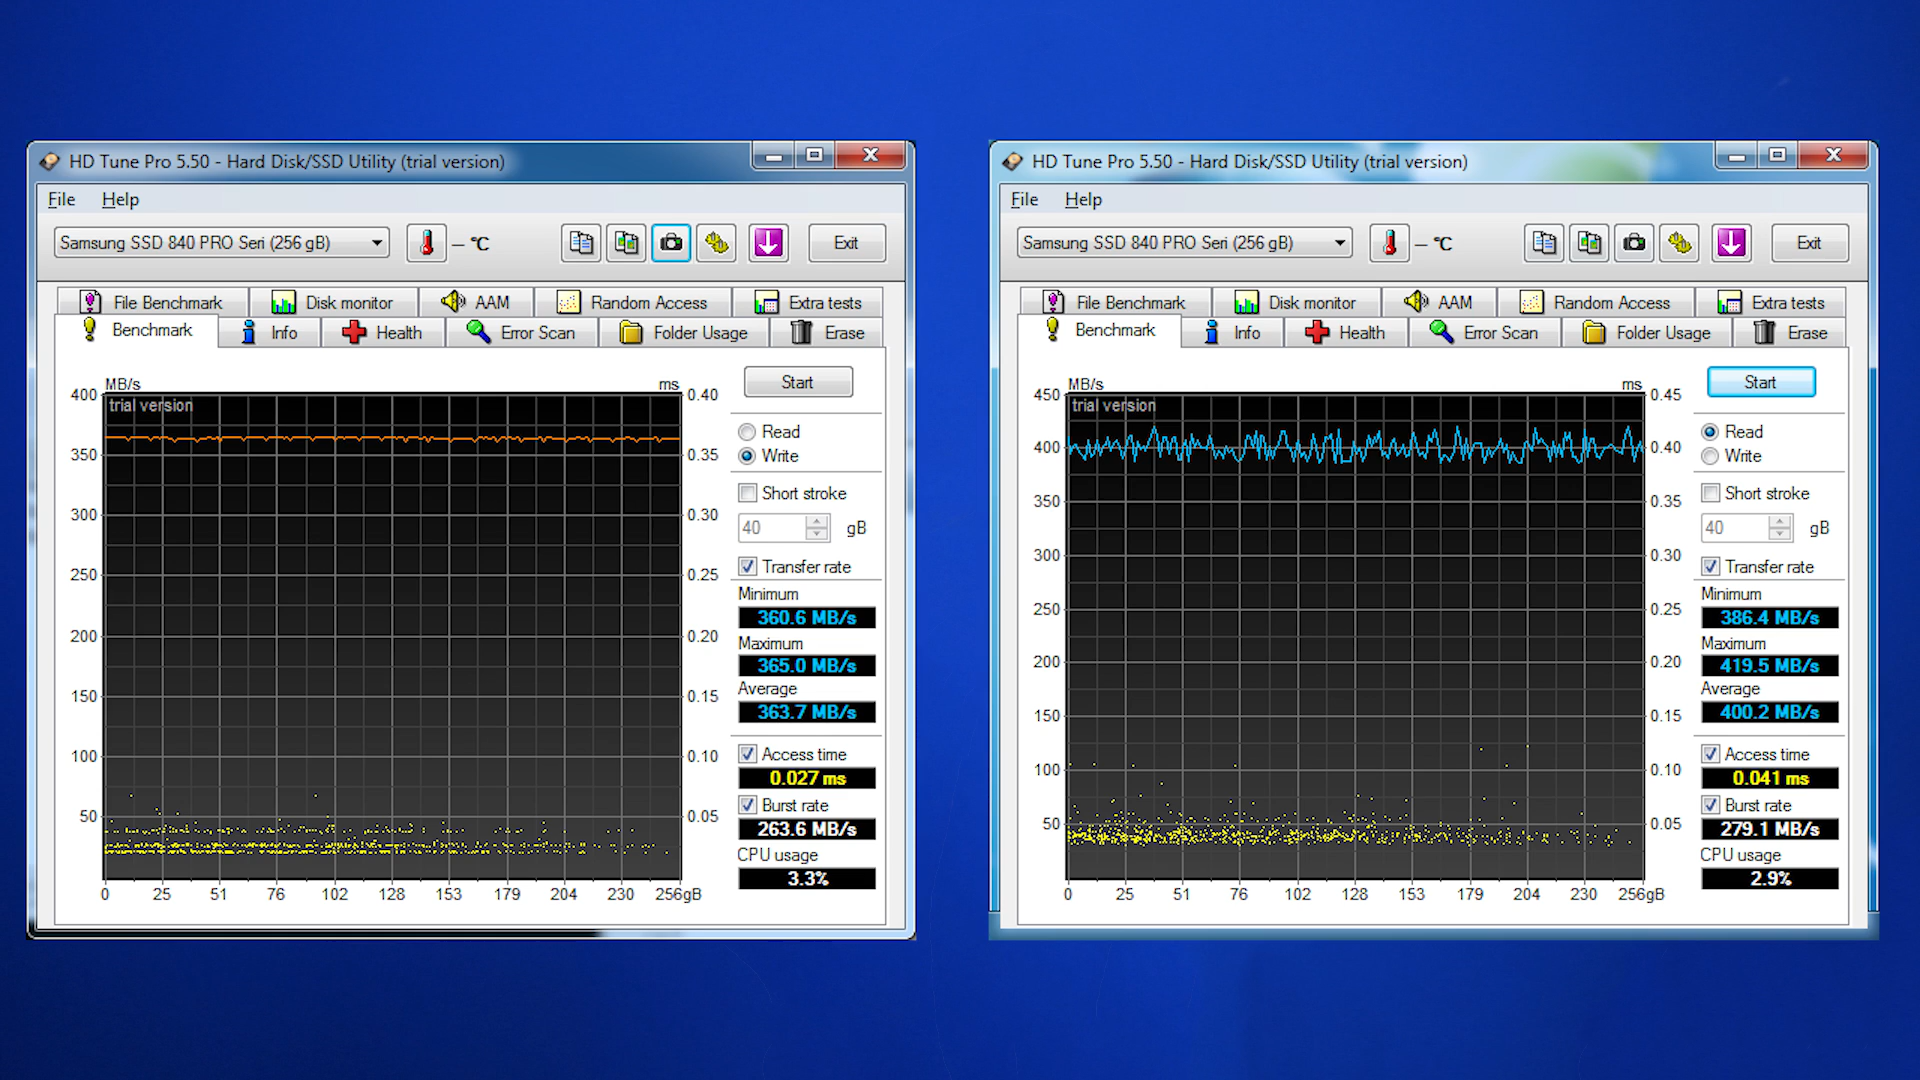 HD Tune Pro 5.50 - Hard Disk/SSD Utility (trial version)
File Help
Samsung SSD 840 PRO Seri (256 gB)
– °C
Exit
File Benchmark Disk monitor AAM Random Access Extra tests
Benchmark Info Health Error Scan Folder Usage Erase
MB/s ms
trial version
400 0.40
350 0.35
300 0.30
250 0.25
200 0.20
150 0.15
100 0.10
50 0.05
0 25 51 76 102 128 153 179 204 230 256gB
Start
Read
Write
Short stroke
40 gB
Transfer rate
Minimum
360.6 MB/s
Maximum
365.0 MB/s
Average
363.7 MB/s
Access time
0.027 ms
Burst rate
263.6 MB/s
CPU usage
3.3%
HD Tune Pro 5.50 - Hard Disk/SSD Utility (trial version)
File Help
Samsung SSD 840 PRO Seri (256 gB)
– °C
Exit
File Benchmark Disk monitor AAM Random Access Extra tests
Benchmark Info Health Error Scan Folder Usage Erase
MB/s ms
trial version
450 0.45
400 0.40
350 0.35
300 0.30
250 0.25
200 0.20
150 0.15
100 0.10
50 0.05
0 25 51 76 102 128 153 179 204 230 256gB
Start
Read
Write
Short stroke
40 gB
Transfer rate
Minimum
386.4 MB/s
Maximum
419.5 MB/s
Average
400.2 MB/s
Access time
0.041 ms
Burst rate
279.1 MB/s
CPU usage
2.9%